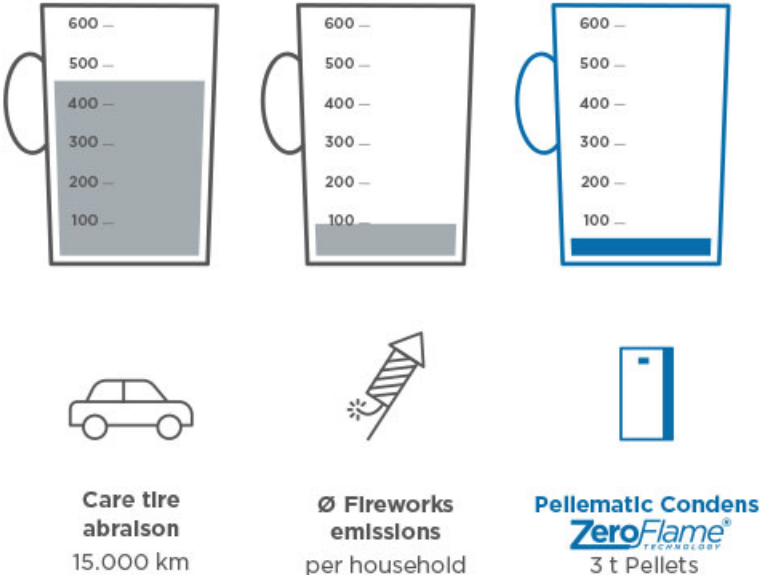 600
500
400
300
200
100
600
500
400
300
200
100
600
500
400
300
200
100
Care tire
abraison
15.000 km
Ø Fireworks
emissions
per household
Pellematic Condens
ZeroFlame®
TECHNOLOGY
3 t Pellets